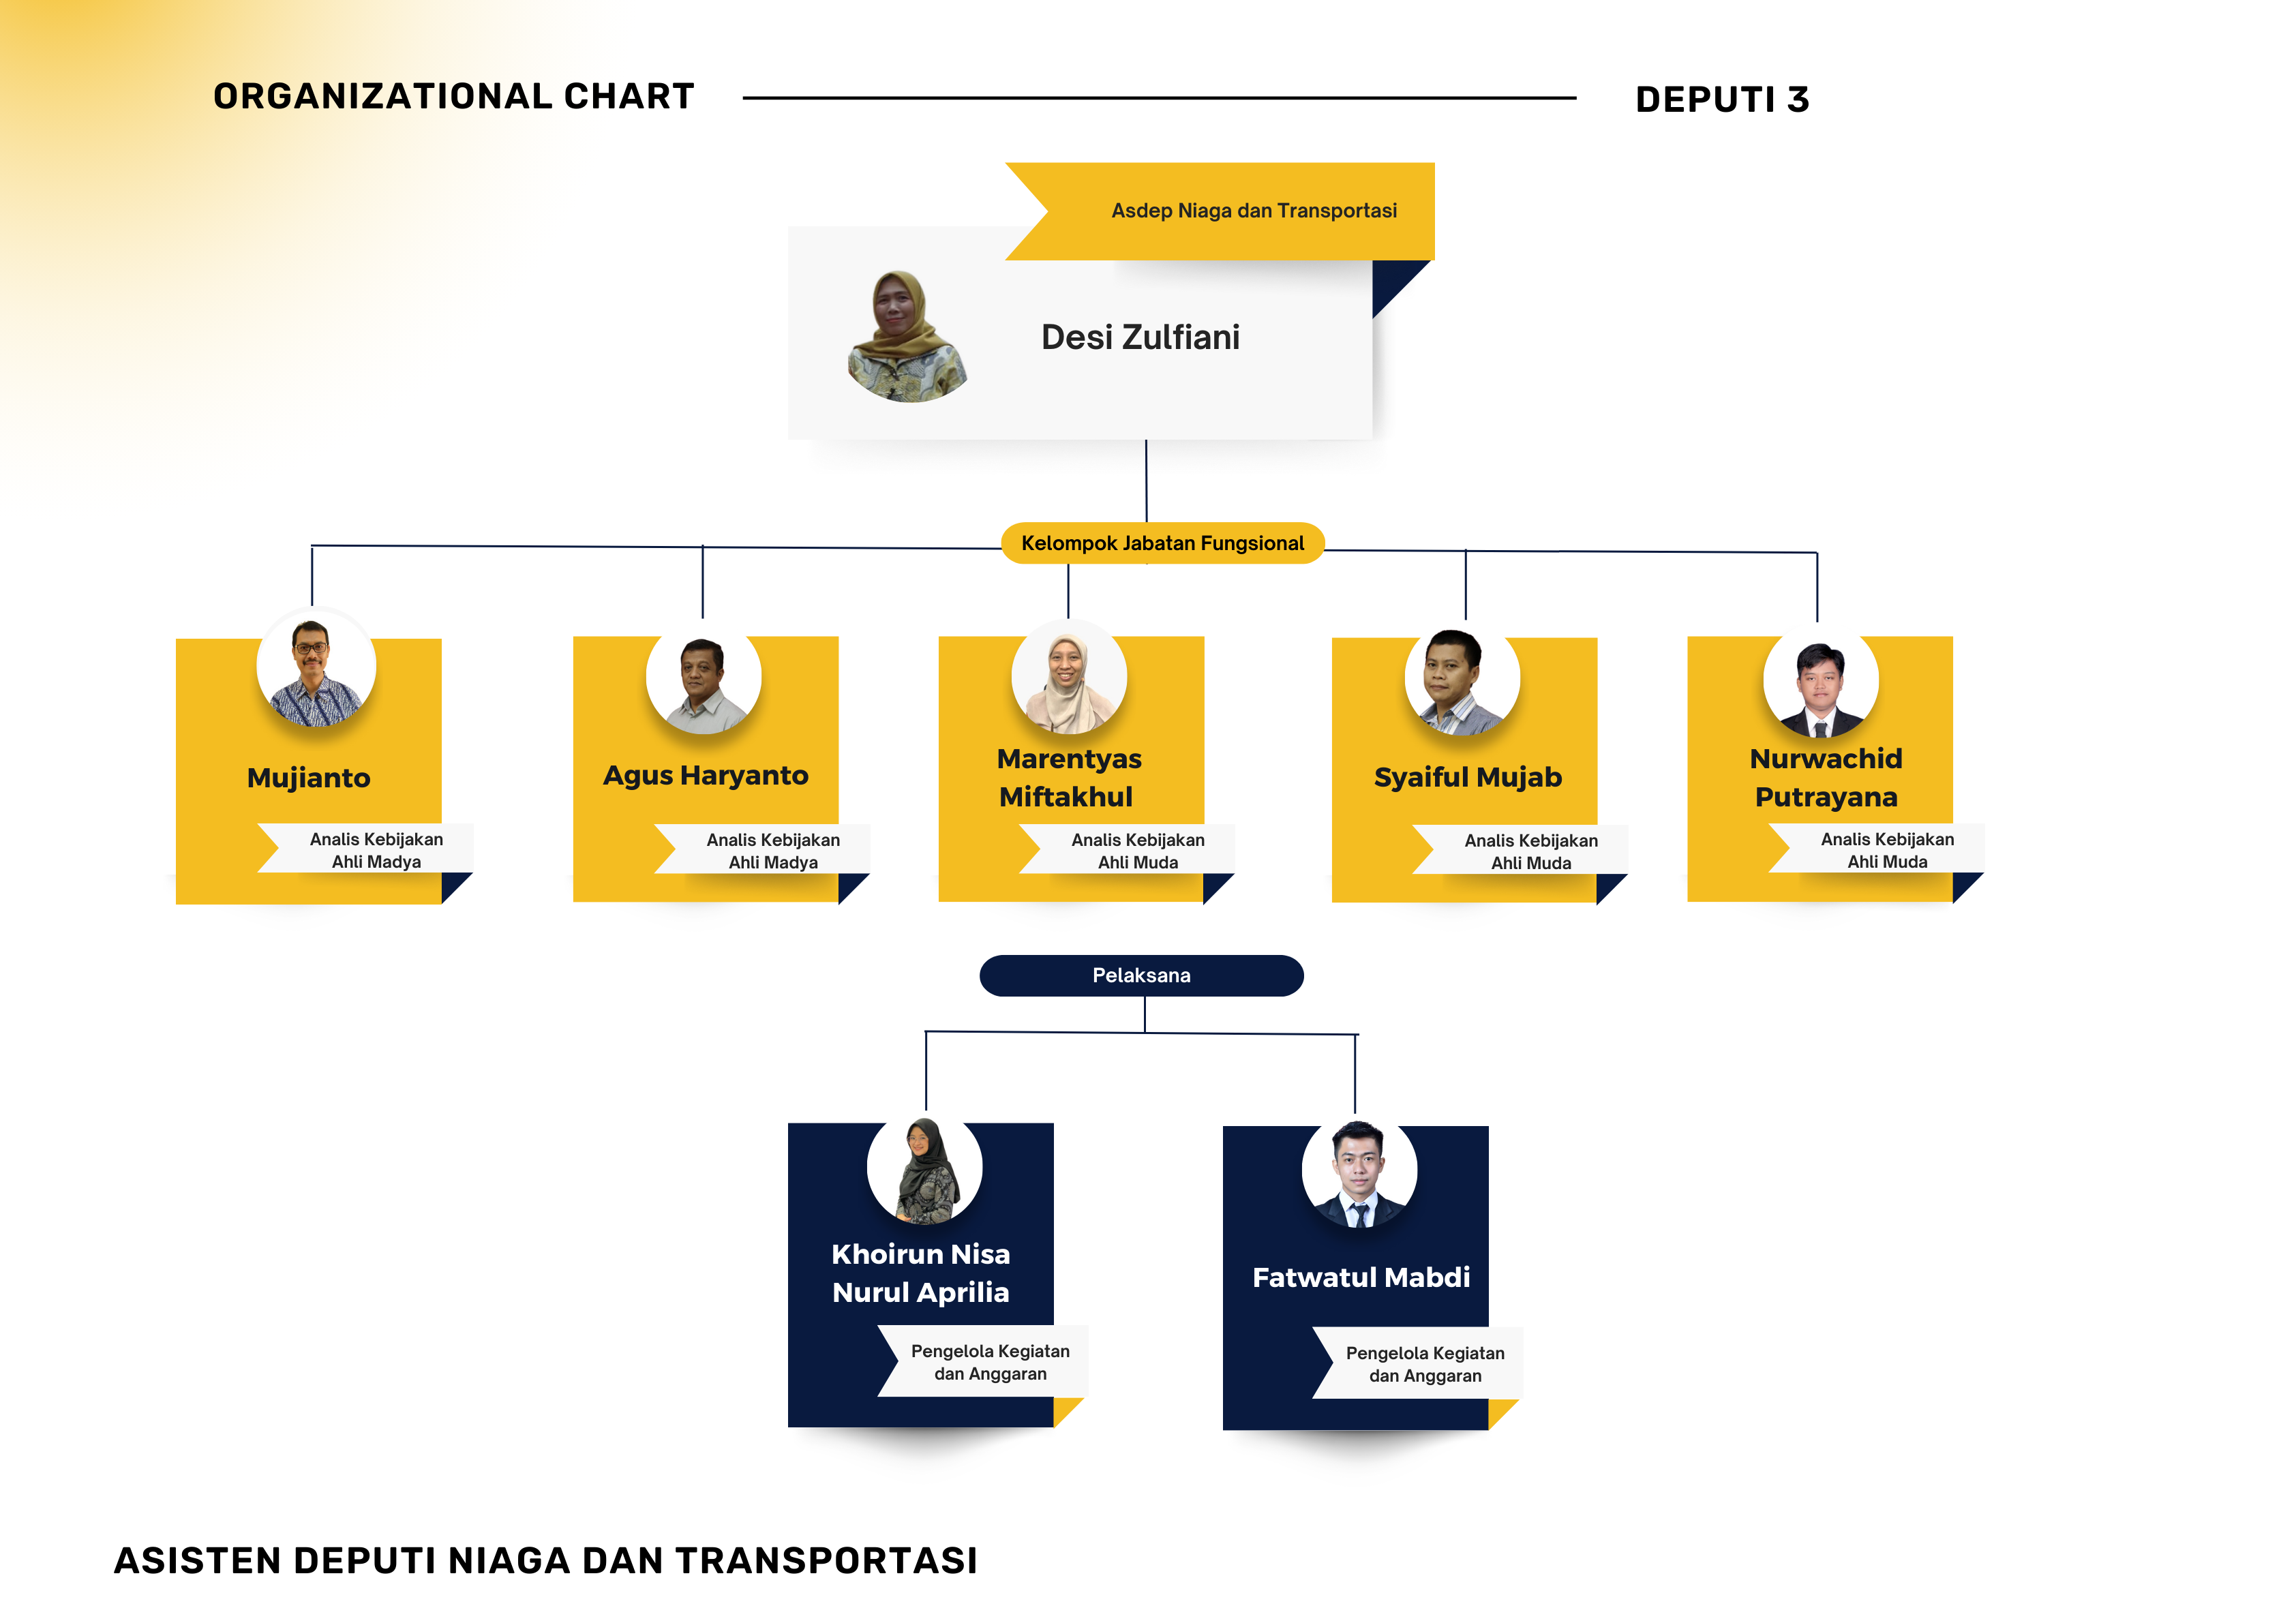 ORGANIZATIONAL CHART
DEPUTI 3
Asdep Niaga dan Transportasi
Desi Zulfiani
Kelompok Jabatan Fungsional
Mujianto
Analis Kebijakan
Ahli Madya
Agus Haryanto
Analis Kebijakan
Ahli Madya
Marentyas
Miftakhul
Analis Kebijakan
Ahli Muda
Syaiful Mujab
Analis Kebijakan
Ahli Muda
Nurwachid
Putrayana
Analis Kebijakan
Ahli Muda
Pelaksana
Khoirun Nisa
Nurul Aprilia
Pengelola Kegiatan
dan Anggaran
Fatwatul Mabdi
Pengelola Kegiatan
dan Anggaran
ASISTEN DEPUTI NIAGA DAN TRANSPORTASI